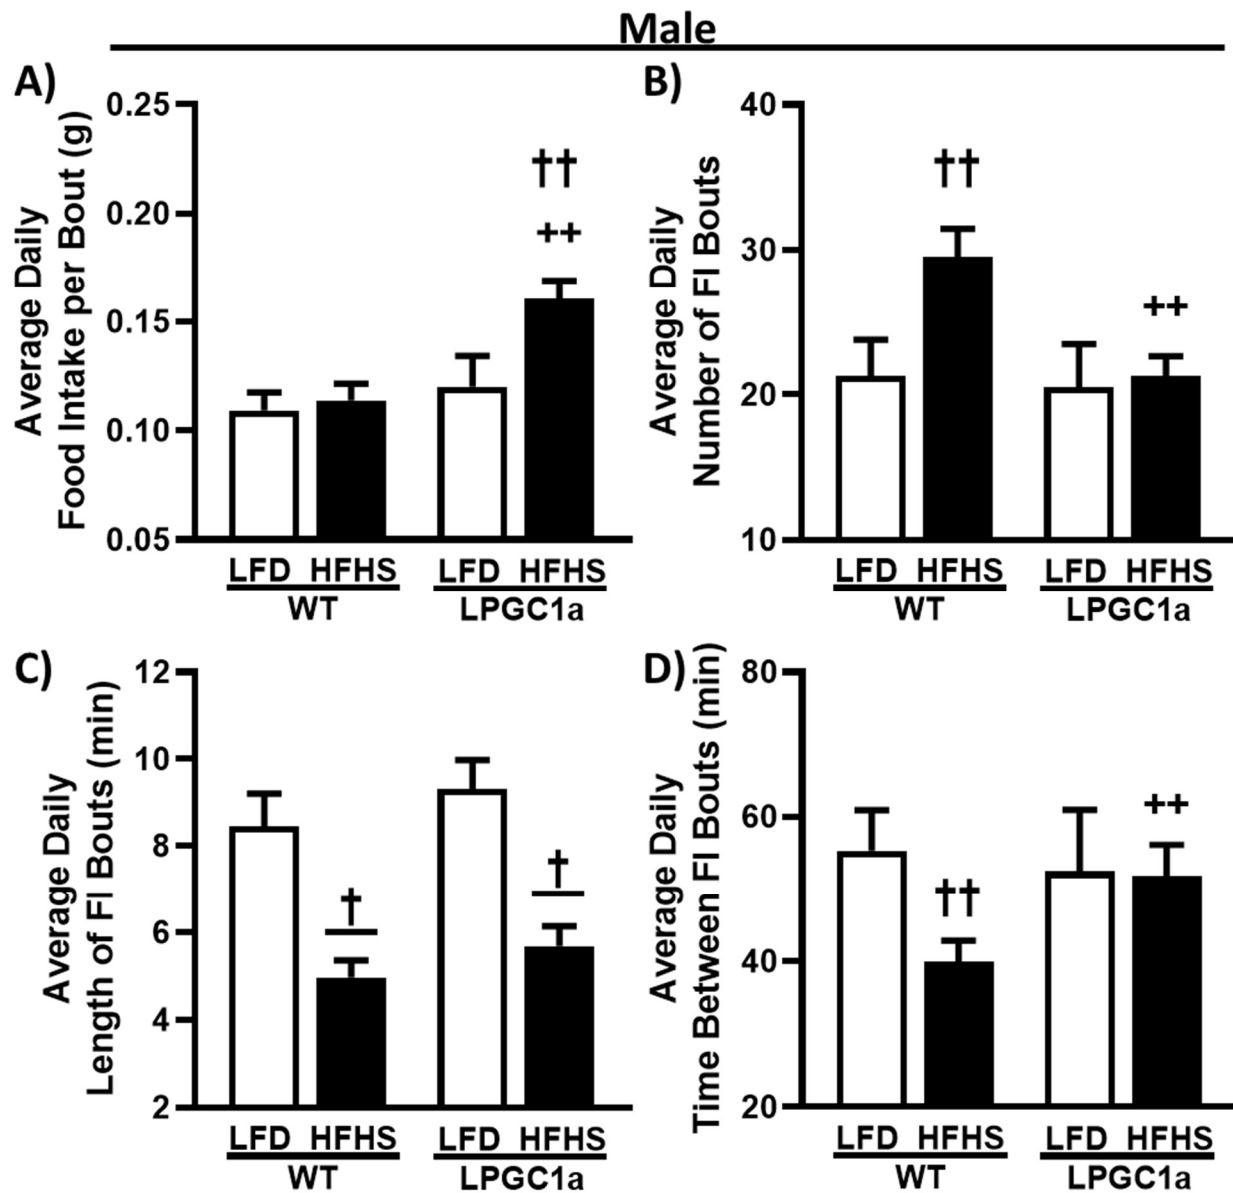 Male
A)
Average Daily
Food Intake per Bout (g)
0.25
0.20
0.15
0.10
0.05
††
++
LFD HFHS LFD HFHS
WT LPGC1a
B)
Average Daily
Number of FI Bouts
40
30
20
10
††
++
LFD HFHS LFD HFHS
WT LPGC1a
C)
Average Daily
Length of FI Bouts (min)
12
10
8
6
4
2
†
†
LFD HFHS LFD HFHS
WT LPGC1a
D)
Average Daily
Time Between FI Bouts (min)
80
60
40
20
††
++
LFD HFHS LFD HFHS
WT LPGC1a